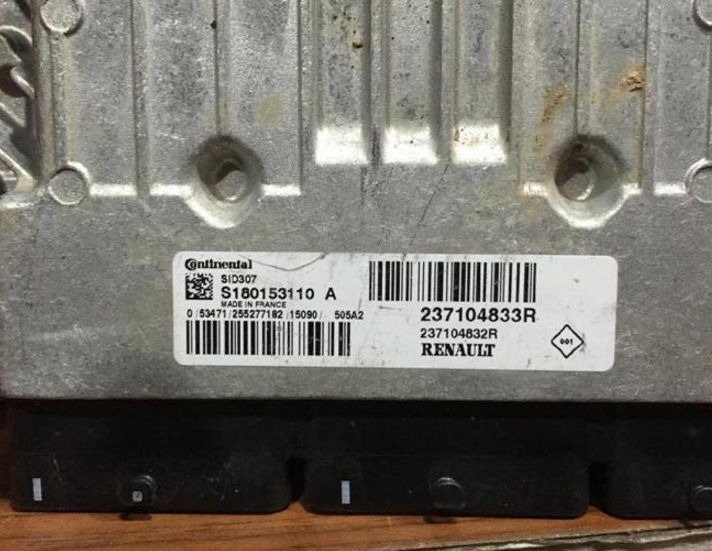 Continental
SID307
S180153110 A
MADE IN FRANCE
0/53471/255277182/15090/ 505A2
237104833R
237104832R
RENAULT
001